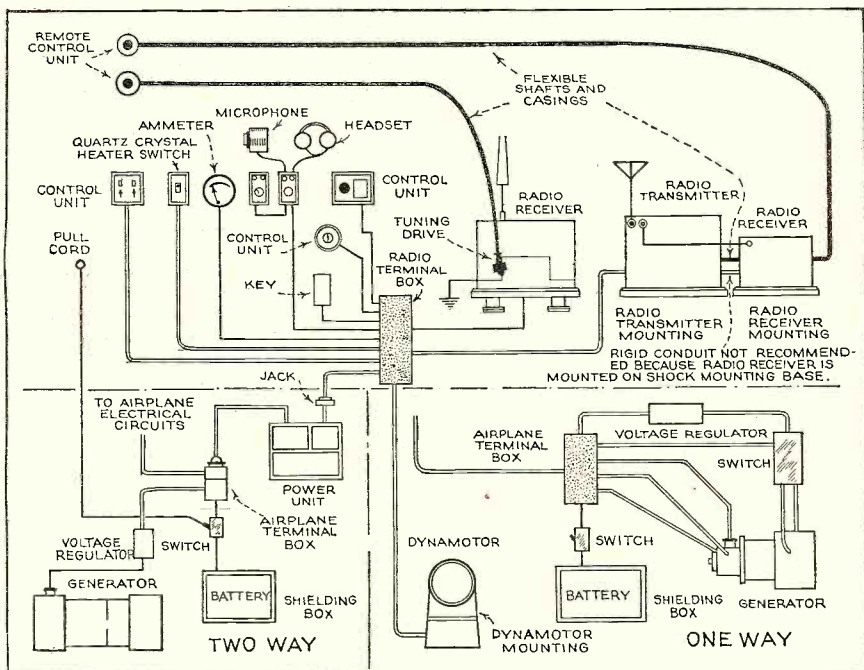 REMOTE
CONTROL
UNIT
FLEXIBLE
SHAFTS AND
CASINGS
MICROPHONE
AMMETER
HEADSET
QUARTZ CRYSTAL
HEATER SWITCH
CONTROL
UNIT
CONTROL
UNIT
RADIO
RECEIVER
RADIO
TRANSMITTER
RADIO
RECEIVER
PULL
CORD
CONTROL
UNIT
TUNING
DRIVE
RADIO
TERMINAL
BOX
KEY
RADIO
TRANSMITTER
MOUNTING
RADIO
RECEIVER
MOUNTING
RIGID CONDUIT NOT RECOMMEND-
ED BECAUSE RADIO RECEIVER IS
MOUNTED ON SHOCK MOUNTING BASE.
JACK
TO AIRPLANE
ELECTRICAL
CIRCUITS
POWER
UNIT
AIRPLANE
TERMINAL
BOX
VOLTAGE
REGULATOR
SWITCH
GENERATOR
BATTERY
SHIELDING
BOX
TWO WAY
AIRPLANE
TERMINAL
BOX
VOLTAGE REGULATOR
SWITCH
DYNAMOTOR
SWITCH
BATTERY
SHIELDING
BOX
GENERATOR
DYNAMOTOR
MOUNTING
ONE WAY